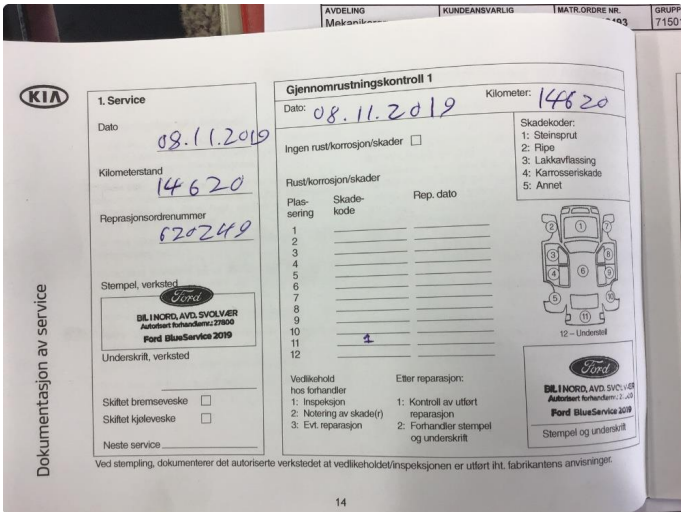 AVDELING
KUNDEANSVARLIG
MATR.ORDRE NR.
GRUPP
7150
KIA
Dokumentasjon av service
1. Service
Dato
08.11.2019
Kilometerstand
14620
Reprasjonsordrenummer
620249
Stempel, verksted
Ford
BIL I NORD, AVD. SVOLVÆR
Autorisert forhandlernr.: 27800
Ford BlueService 2019
Underskrift, verksted
Skiftet bremseveske
Skiftet kjøleveske
Neste service
Gjennomrustningskontroll 1
Dato: 08.11.2019 Kilometer: 14620
Ingen rust/korrosjon/skader
Rust/korrosjon/skader
Plas-
sering
Skade-
kode
Rep. dato
1
2
3
4
5
6
7
8
9
10
11 1
12
Skadekoder:
1: Steinsprut
2: Ripe
3: Lakkavflassing
4: Karrosseriskade
5: Annet
1
2
7
3
8
4
6
9
5
10
11
12 – Understell
Vedlikehold
hos forhandler
1: Inspeksjon
2: Notering av skade(r)
3: Evt. reparasjon
Etter reparasjon:
1: Kontroll av utført
reparasjon
2: Forhandler stempel
og underskrift
Ford
BIL I NORD, AVD. SVOLVÆR
Autorisert forhandlernr.:
Ford BlueService 2019
Stempel og underskrift
Ved stempling, dokumenterer det autoriserte verkstedet at vedlikeholdet/inspeksjonen er utført iht. fabrikantens anvisninger.
14